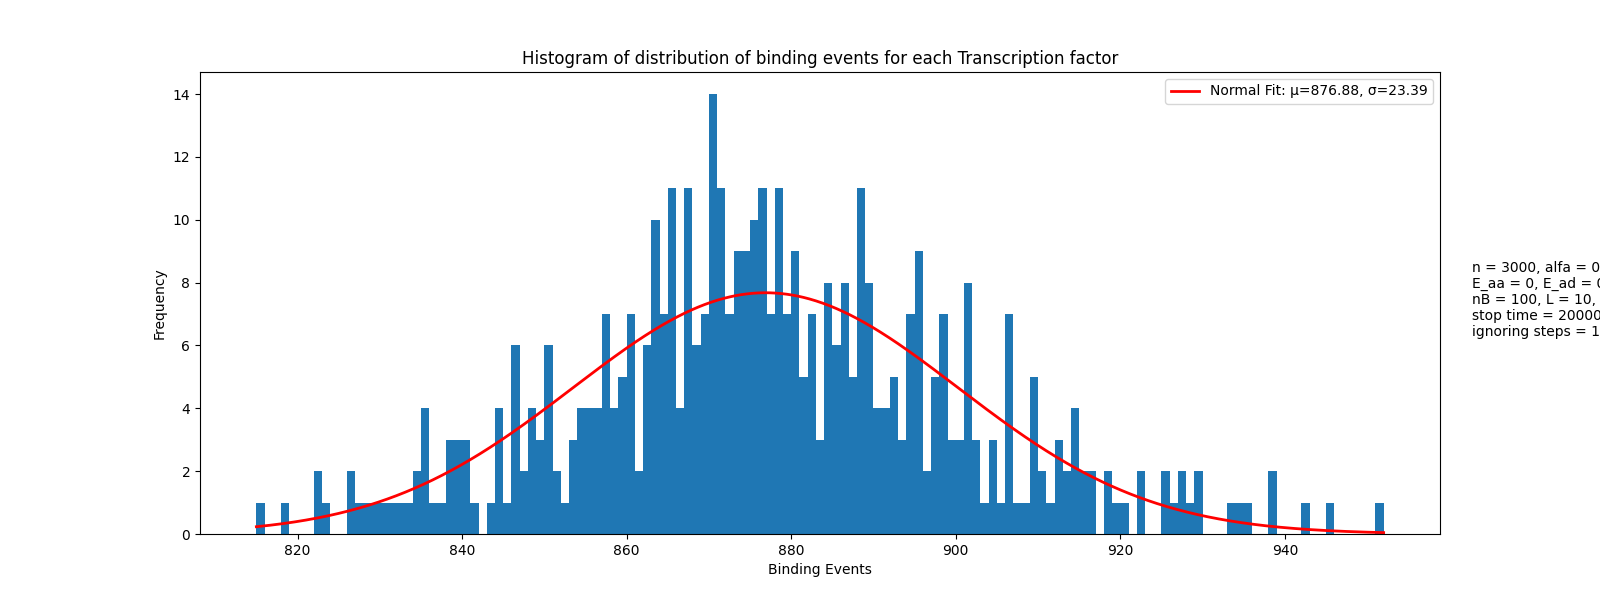 Histogram of distribution of binding events for each Transcription factor
Normal Fit: μ=876.88, σ=23.39
14
12
10
8
6
4
2
0
Frequency
820
840
860
880
900
920
940
Binding Events
n = 3000, alfa = 0
E_aa = 0, E_ad = 0
nB = 100, L = 10,
stop time = 20000
ignoring steps = 1